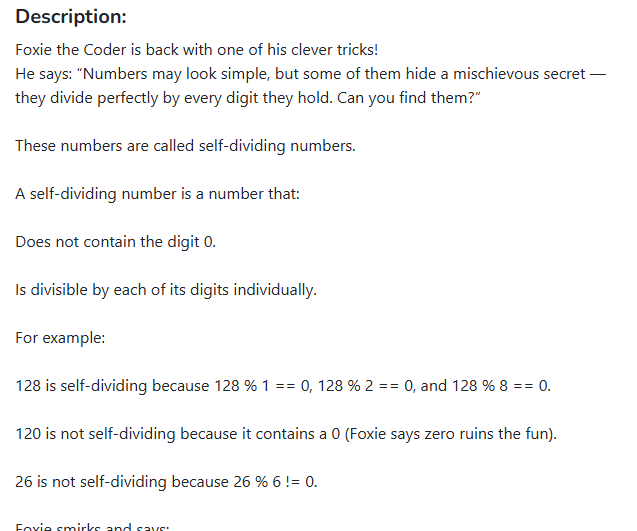 Description:
Foxie the Coder is back with one of his clever tricks!
He says: “Numbers may look simple, but some of them hide a mischievous secret —
they divide perfectly by every digit they hold. Can you find them?”
These numbers are called self-dividing numbers.
A self-dividing number is a number that:
Does not contain the digit 0.
Is divisible by each of its digits individually.
For example:
128 is self-dividing because 128 % 1 == 0, 128 % 2 == 0, and 128 % 8 == 0.
120 is not self-dividing because it contains a 0 (Foxie says zero ruins the fun).
26 is not self-dividing because 26 % 6 != 0.
Foxie smirks and says: